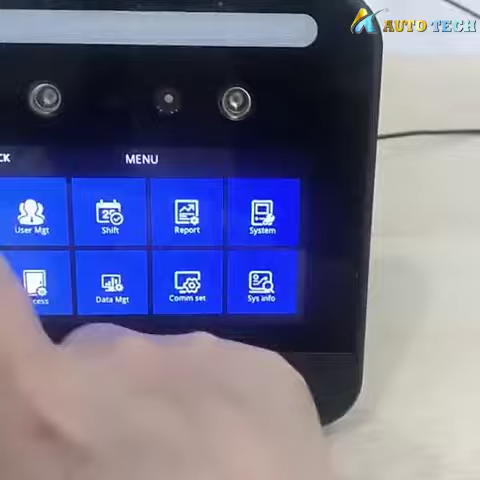 AUTO TECH
CK
MENU
User Mgt
Shift
Report
System
cess
Data Mgt
Comm set
Sys info